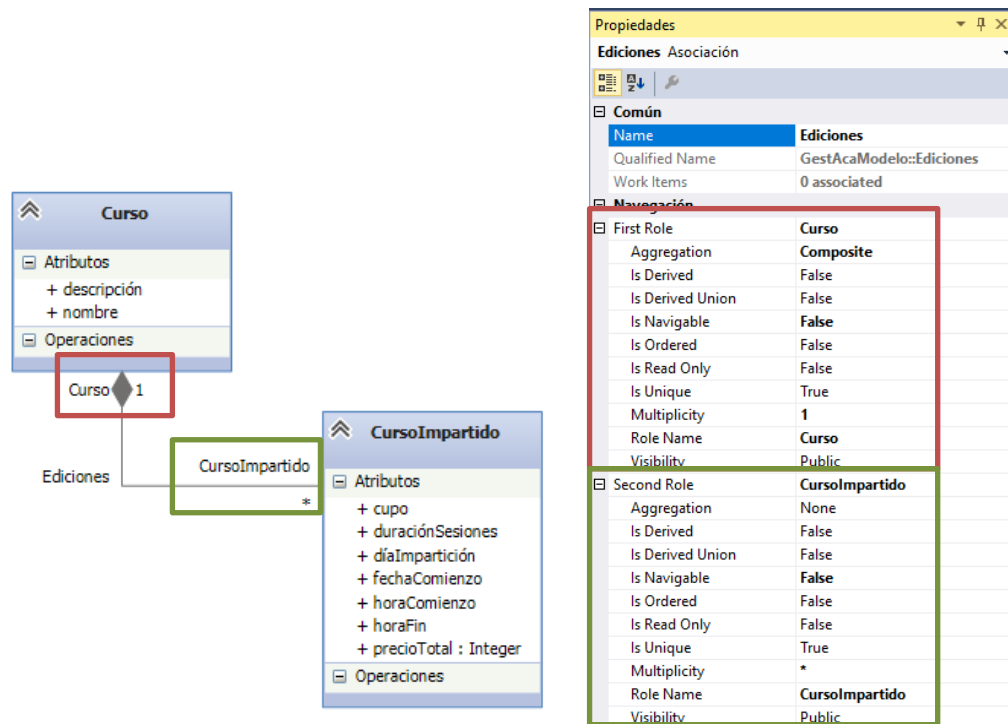 Curso
Atributos
+ descripción
+ nombre
Operaciones
Curso 1
Ediciones
CursoImpartido
*
CursoImpartido
Atributos
+ cupo
+ duraciónSesiones
+ díaImpartición
+ fechaComienzo
+ horaComienzo
+ horaFin
+ precioTotal : Integer
Operaciones
Propiedades
Ediciones Asociación
Común
Name Ediciones
Qualified Name GestAcaModelo::Ediciones
Work Items 0 associated
Navegación
First Role Curso
Aggregation Composite
Is Derived False
Is Derived Union False
Is Navigable False
Is Ordered False
Is Read Only False
Is Unique True
Multiplicity 1
Role Name Curso
Visibility Public
Second Role CursoImpartido
Aggregation None
Is Derived False
Is Derived Union False
Is Navigable False
Is Ordered False
Is Read Only False
Is Unique True
Multiplicity *
Role Name CursoImpartido
Visibility Public